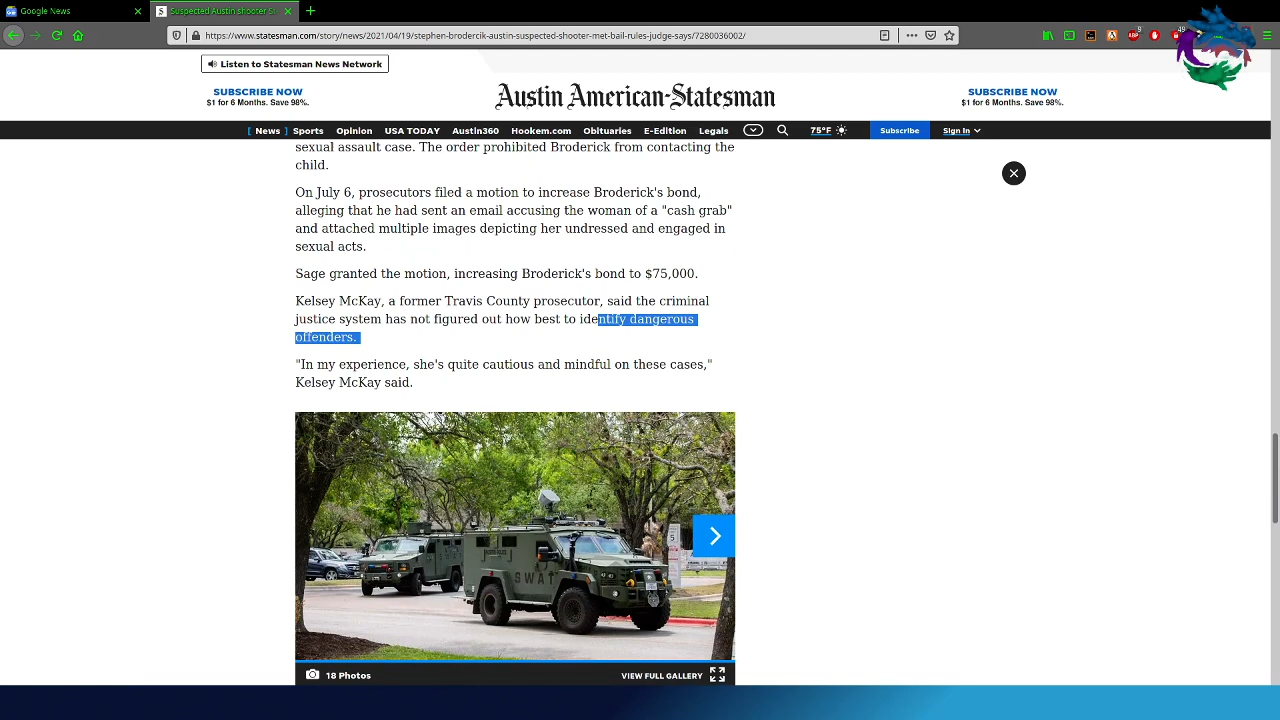 Google News
Suspected Austin shooter St
https://www.statesman.com/story/news/2021/04/19/stephen-broderick-austin-suspected-shooter-met-bail-rules-judge-says/7280036002/
9
49
Listen to Statesman News Network
SUBSCRIBE NOW
$1 for 6 Months. Save 98%.
Austin American-Statesman
SUBSCRIBE NOW
$1 for 6 Months. Save 98%.
[ News ] Sports Opinion USA TODAY Austin360 Hookem.com Obituaries E-Edition Legals 75°F Subscribe Sign In
sexual assault case. The order prohibited Broderick from contacting the
child.
On July 6, prosecutors filed a motion to increase Broderick's bond,
alleging that he had sent an email accusing the woman of a "cash grab"
and attached multiple images depicting her undressed and engaged in
sexual acts.
Sage granted the motion, increasing Broderick's bond to $75,000.
Kelsey McKay, a former Travis County prosecutor, said the criminal
justice system has not figured out how best to identify dangerous
offenders.
"In my experience, she's quite cautious and mindful on these cases,"
Kelsey McKay said.
SWAT
5
18 Photos
VIEW FULL GALLERY